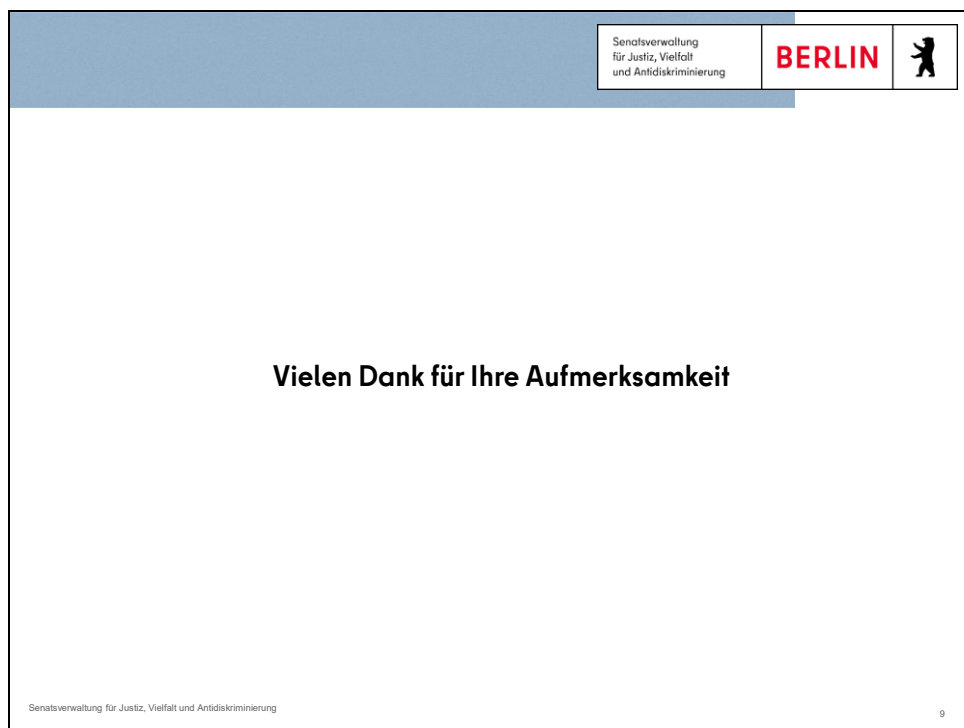 Senatsverwaltung
für Justiz, Vielfalt
und Antidiskriminierung
BERLIN
Vielen Dank für Ihre Aufmerksamkeit
Senatsverwaltung für Justiz, Vielfalt und Antidiskriminierung
9